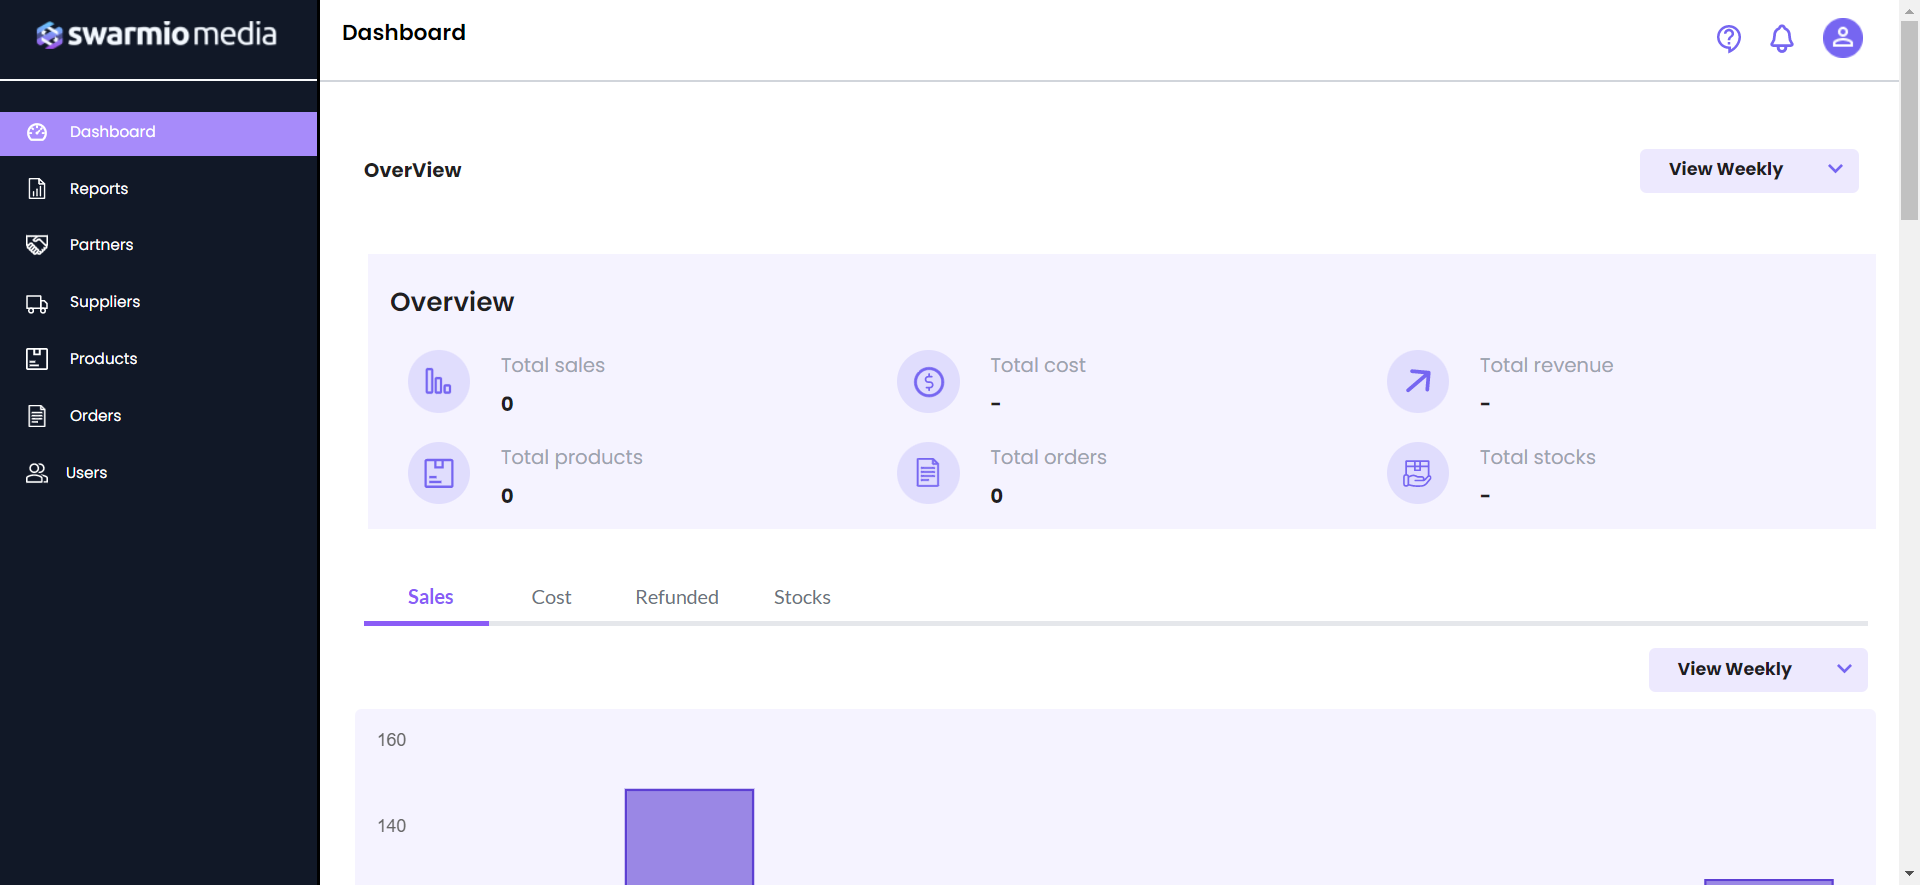 swarmio media
Dashboard
Dashboard
Reports
Partners
Suppliers
Products
Orders
Users
OverView
View Weekly
Overview
Total sales
0
Total cost
-
Total revenue
-
Total products
0
Total orders
0
Total stocks
-
Sales Cost Refunded Stocks
View Weekly
160
140